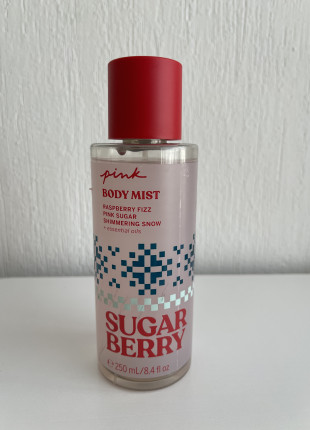 pink
BODY MIST
RASPBERRY FIZZ
PINK SUGAR
SHIMMERING SNOW
+ essential oils
SUGAR
BERRY
250 mL/8.4 fl oz